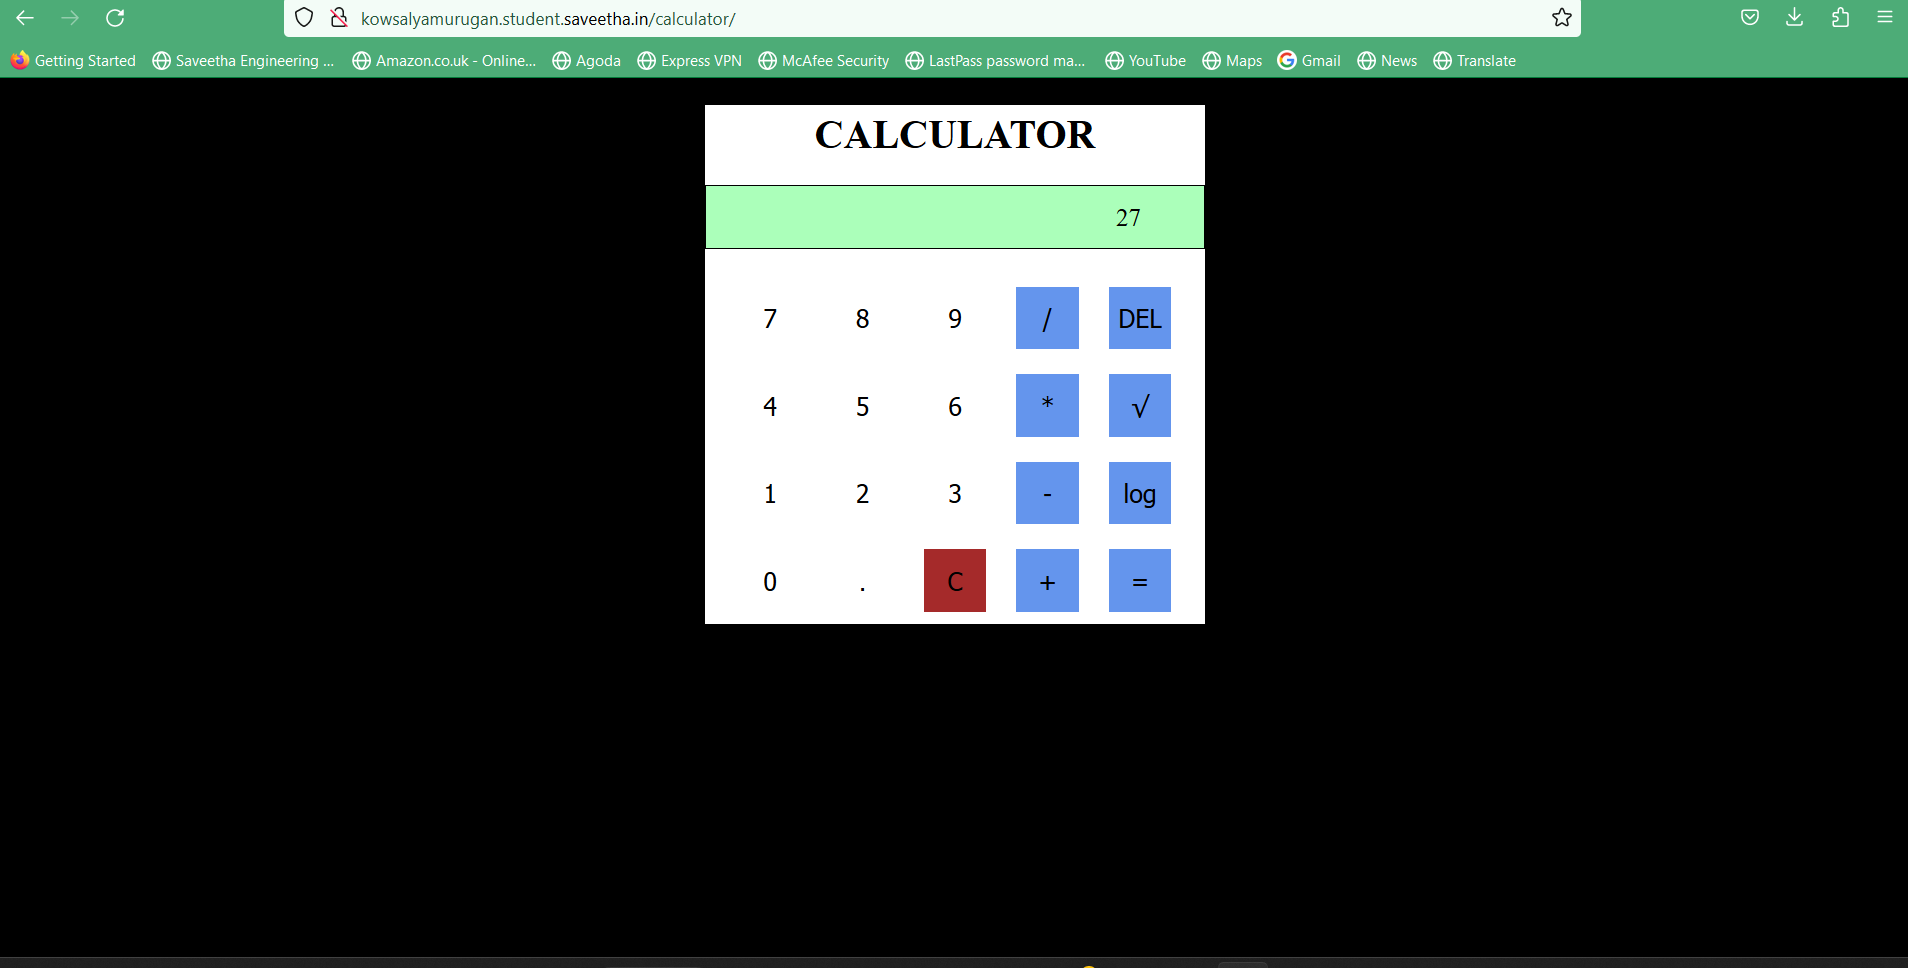 kowsalyamurugan.student.saveetha.in/calculator/
Getting Started Saveetha Engineering ... Amazon.co.uk - Online... Agoda Express VPN McAfee Security LastPass password ma... YouTube Maps Gmail News Translate
CALCULATOR
27
7 8 9 / DEL
4 5 6 * √
1 2 3 - log
0 . C + =